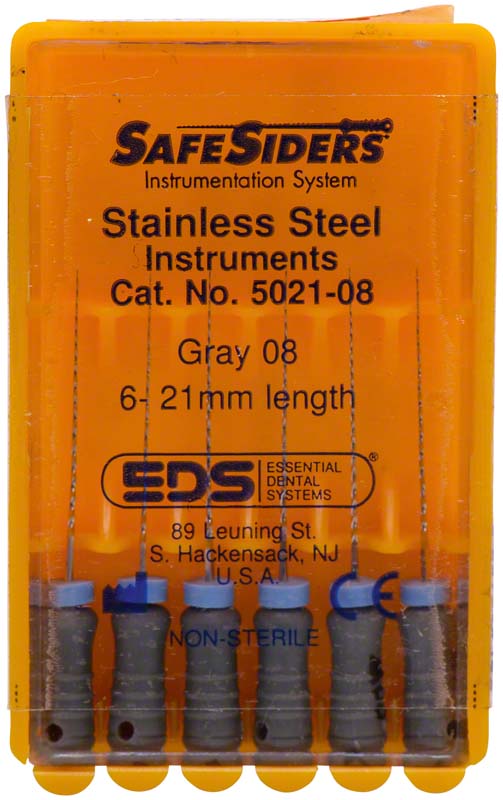 SAFESIDERS®
Instrumentation System
Stainless Steel
Instruments
Cat. No. 5021-08
Gray 08
6- 21mm length
EDS ESSENTIAL DENTAL SYSTEMS ®
89 Leuning St.
S. Hackensack, NJ
U.S.A.
CE
NON-STERILE